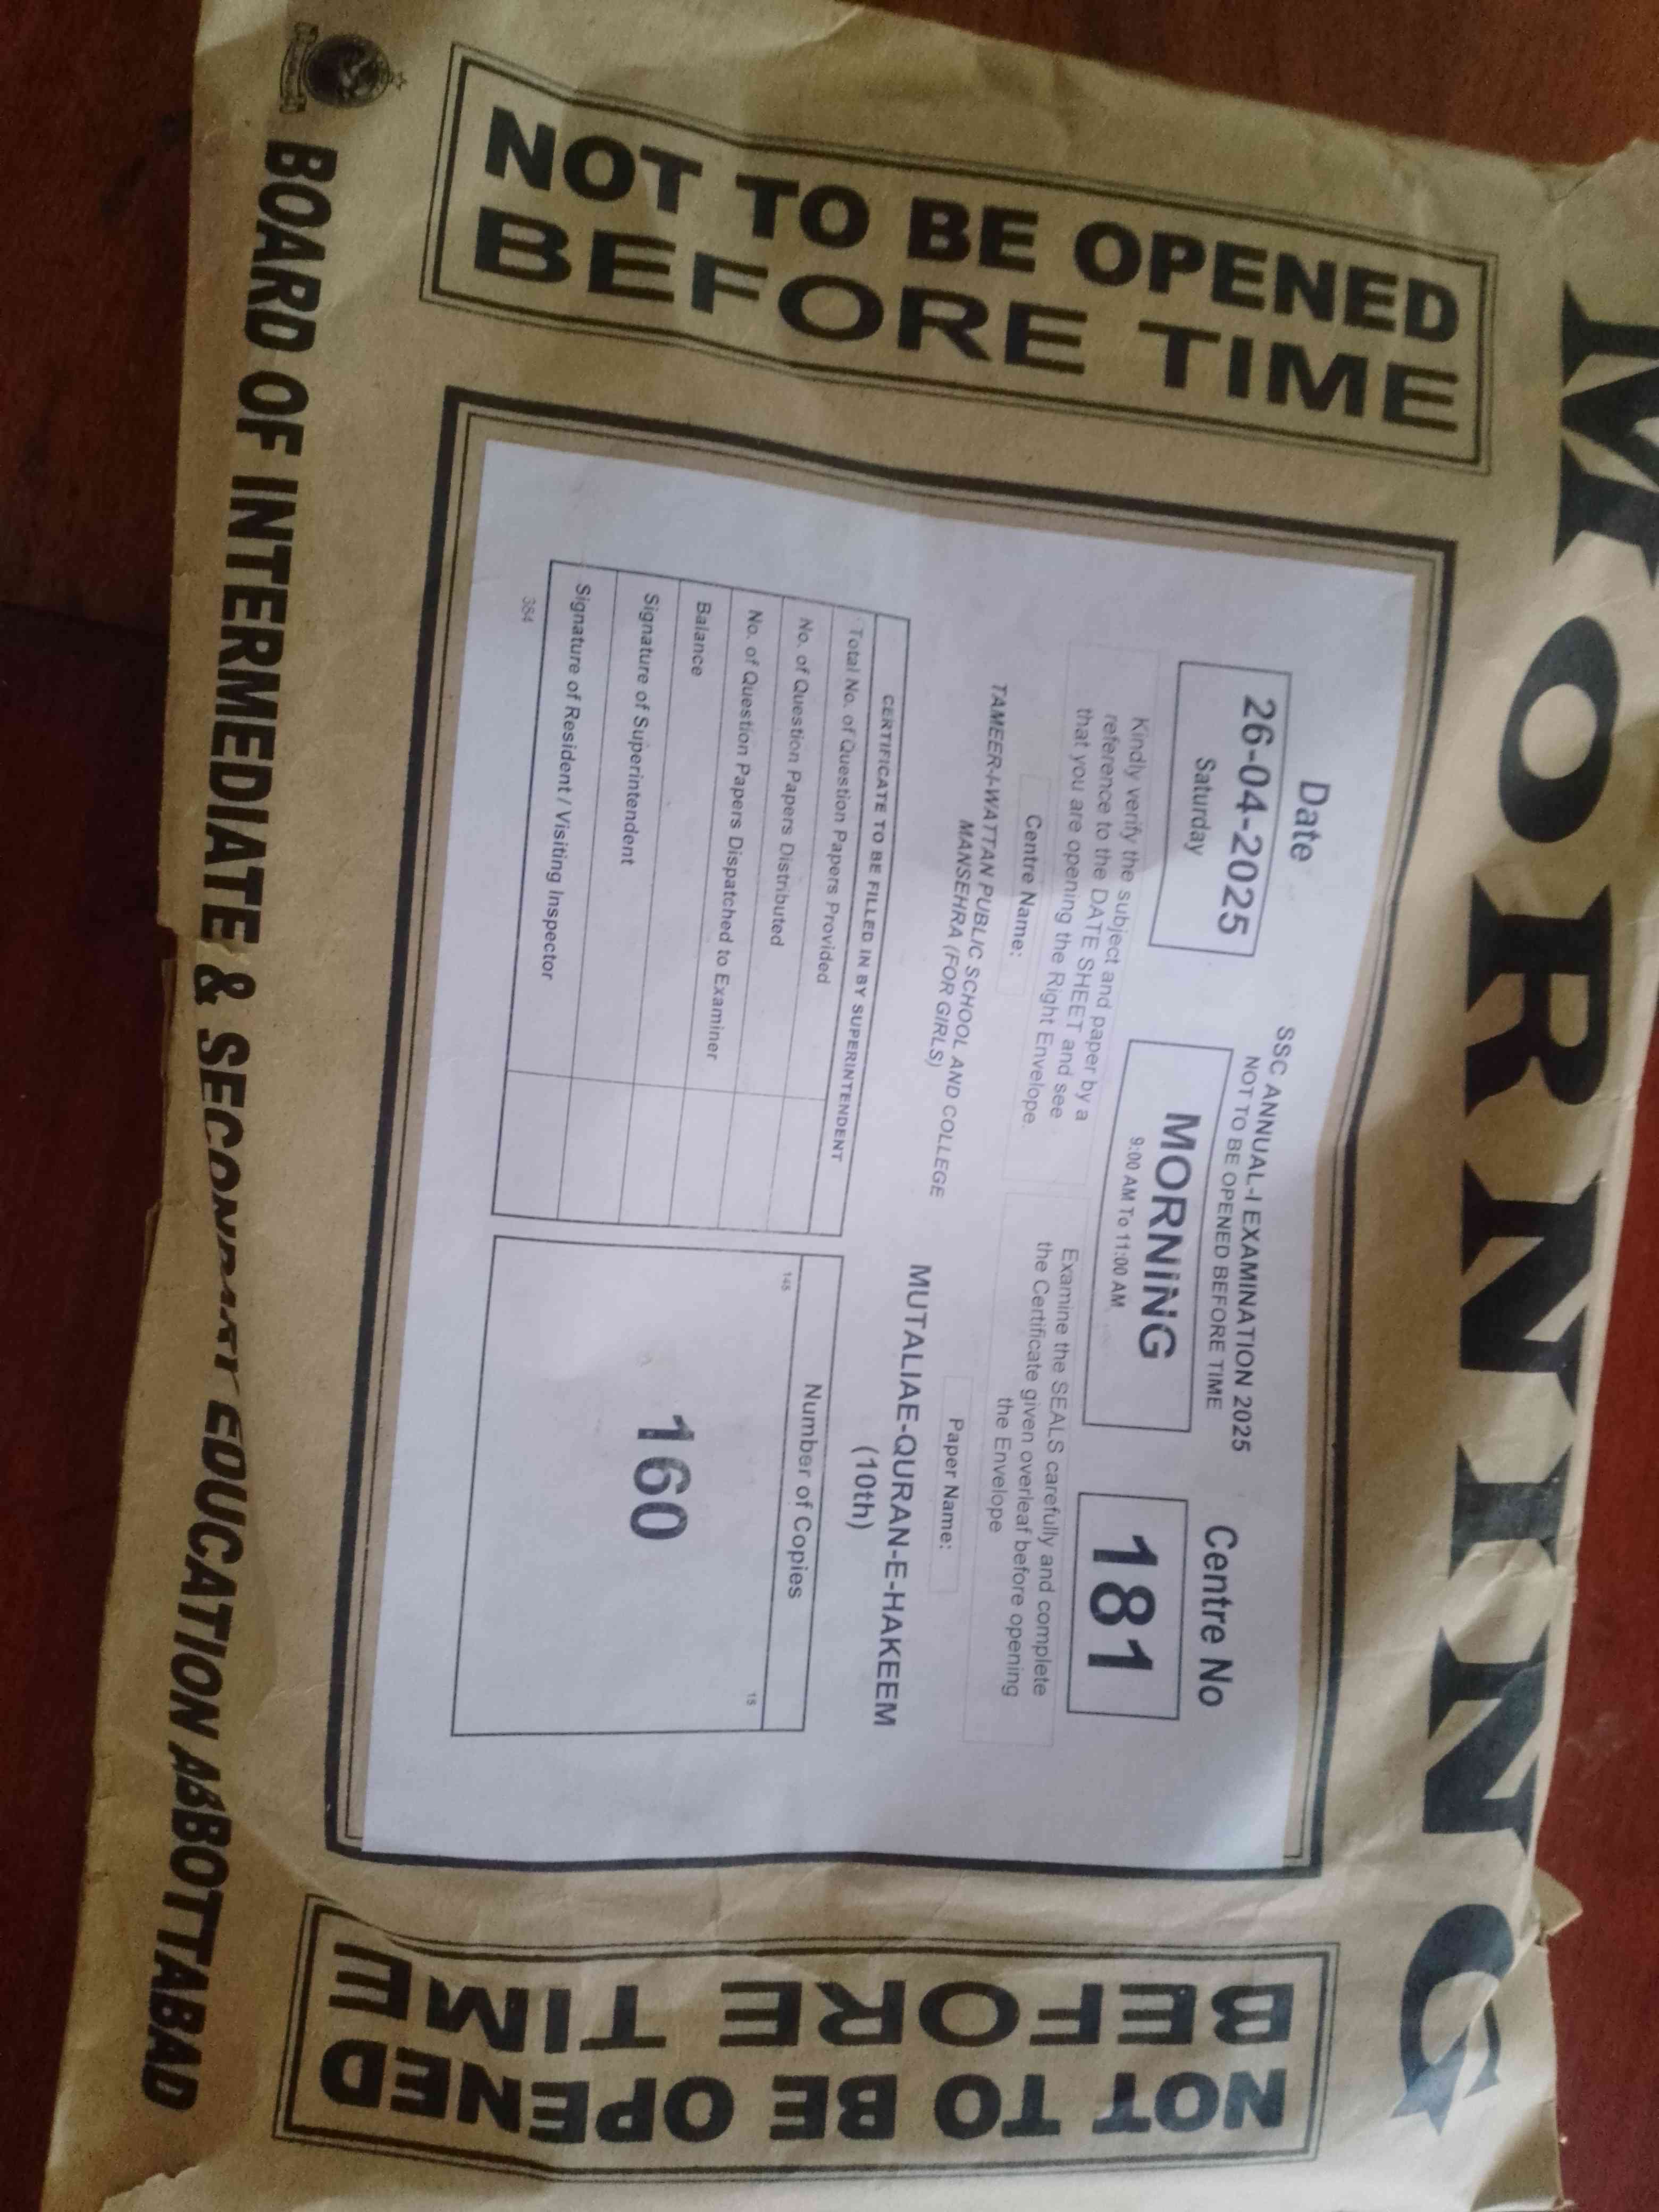 MORNING
NOT TO BE OPENED
BEFORE TIME
Date
SSC ANNUAL-I EXAMINATION 2025
NOT TO BE OPENED BEFORE TIME
Centre No
26-04-2025
Saturday
MORNING
9:00 AM To 11:00 AM
181
Kindly verify the subject and paper by a
reference to the DATE SHEET and see
that you are opening the Right Envelope.
Examine the SEALS carefully and complete
the Certificate given overleaf before opening
the Envelope
Centre Name:
TAMEER-I-WATTAN PUBLIC SCHOOL AND COLLEGE
MANSEHRA (FOR GIRLS)
Paper Name:
MUTALIAE-QURAN-E-HAKEEM
(10th)
CERTIFICATE TO BE FILLED IN BY SUPERINTENDENT
Total No. of Question Papers Provided
No. of Question Papers Distributed
No. of Question Papers Dispatched to Examiner
Balance
Signature of Superintendent
Signature of Resident / Visiting Inspector
384
Number of Copies
145
15
160
NOT TO BE OPENED
BEFORE TIME
BOARD OF INTERMEDIATE & SECONDARY EDUCATION ABBOTTABAD